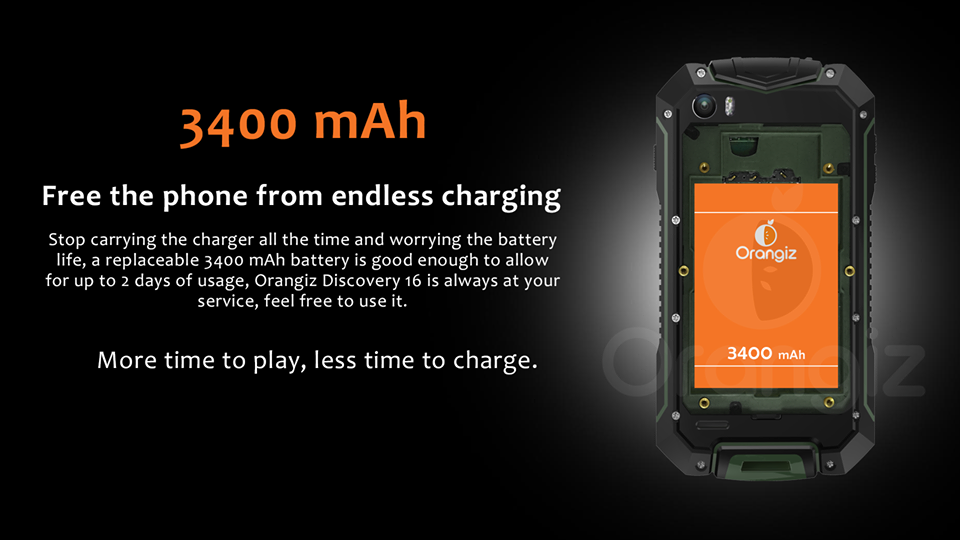 3400 mAh
Free the phone from endless charging
Stop carrying the charger all the time and worrying the battery
life, a replaceable 3400 mAh battery is good enough to allow
for up to 2 days of usage, Orangiz Discovery 16 is always at your
service, feel free to use it.
More time to play, less time to charge.
Orangiz
3400 mAh
Orangiz